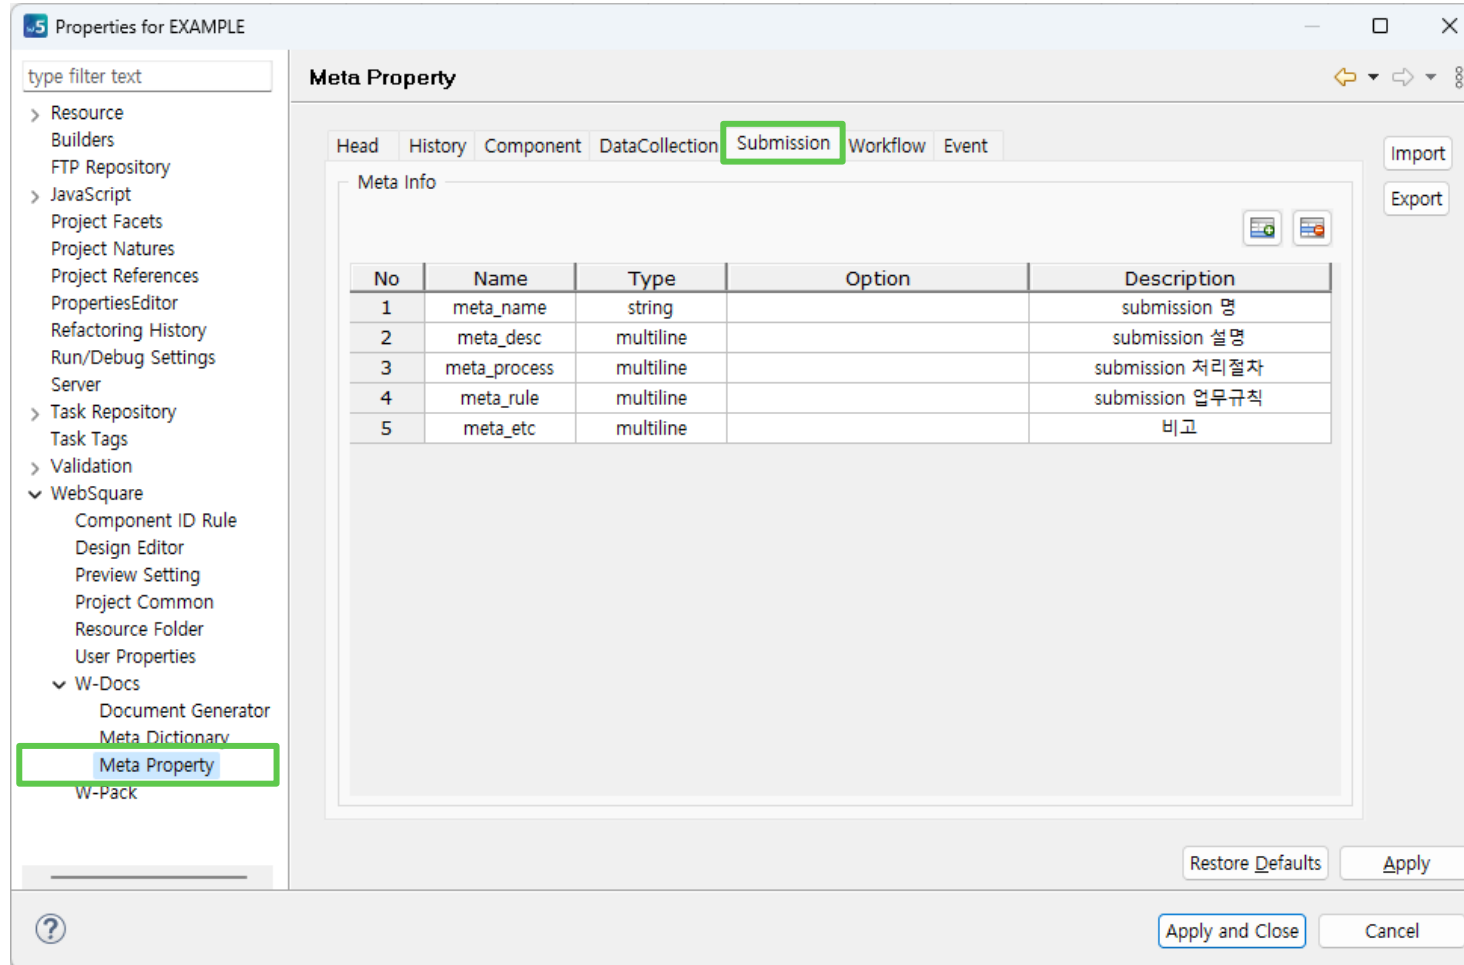 Properties for EXAMPLE
type filter text
Resource
Builders
FTP Repository
JavaScript
Project Facets
Project Natures
Project References
PropertiesEditor
Refactoring History
Run/Debug Settings
Server
Task Repository
Task Tags
Validation
WebSquare
Component ID Rule
Design Editor
Preview Setting
Project Common
Resource Folder
User Properties
W-Docs
Document Generator
Meta Dictionary
Meta Property
W-Pack
Meta Property
Head History Component DataCollection Submission Workflow Event
Import
Export
Meta Info
No Name Type Option Description
1 meta_name string submission 명
2 meta_desc multiline submission 설명
3 meta_process multiline submission 처리절차
4 meta_rule multiline submission 업무규칙
5 meta_etc multiline 비고
Restore Defaults Apply
? Apply and Close Cancel